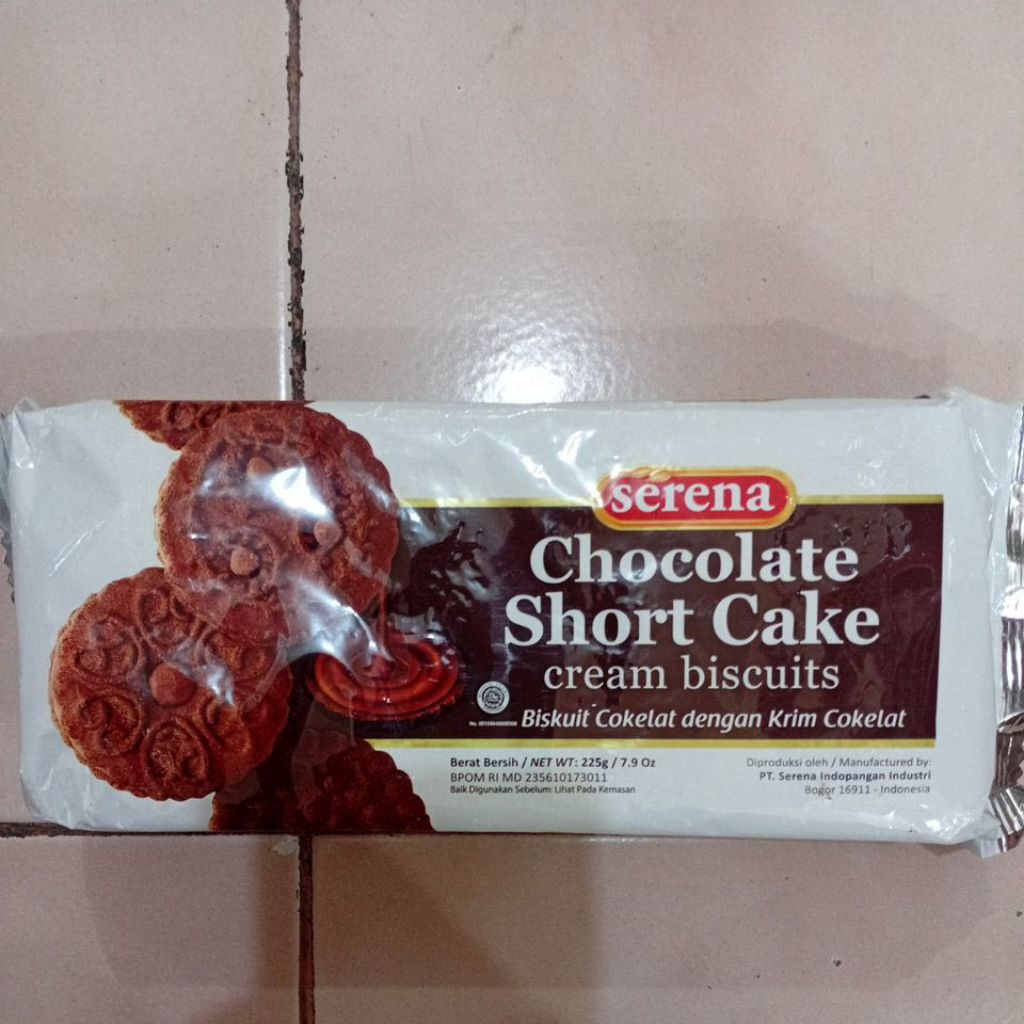 serena
Chocolate
Short Cake
cream biscuits
Biskuit Cokelat dengan Krim Cokelat
Berat Bersih / NET WT: 225g / 7.9 Oz
BPOM RI MD 235610173011
Baik Digunakan Sebelum: Lihat Pada Kemasan
Diproduksi oleh / Manufactured by:
PT. Serena Indopangan Industri
Bogor 16911 - Indonesia